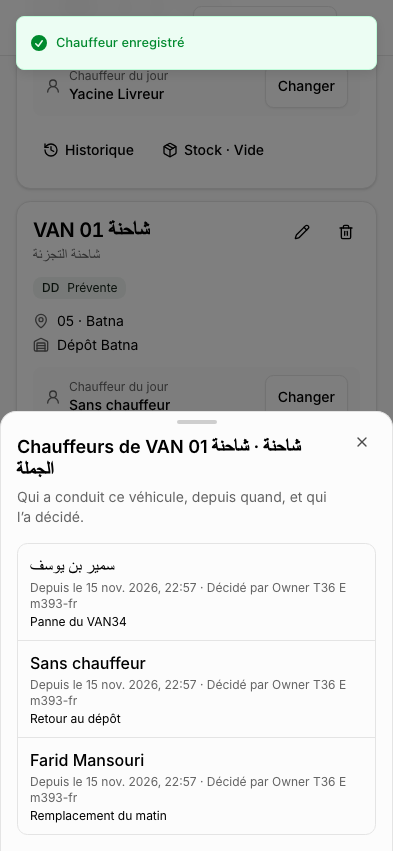 Chauffeur enregistré
Chauffeur du jour
Yacine Livreur
Changer
Historique
Stock · Vide
VAN 01 شاحنة
شاحنة التجزئة
DD Prévente
05 · Batna
Dépôt Batna
Chauffeur du jour
Sans chauffeur
Changer
Chauffeurs de VAN 01 شاحنة · شاحنة
الجملة
Qui a conduit ce véhicule, depuis quand, et qui
l’a décidé.
سمير بن يوسف
Depuis le 15 nov. 2026, 22:57 · Décidé par Owner T36 E
m393-fr
Panne du VAN34
Sans chauffeur
Depuis le 15 nov. 2026, 22:57 · Décidé par Owner T36 E
m393-fr
Retour au dépôt
Farid Mansouri
Depuis le 15 nov. 2026, 22:57 · Décidé par Owner T36 E
m393-fr
Remplacement du matin